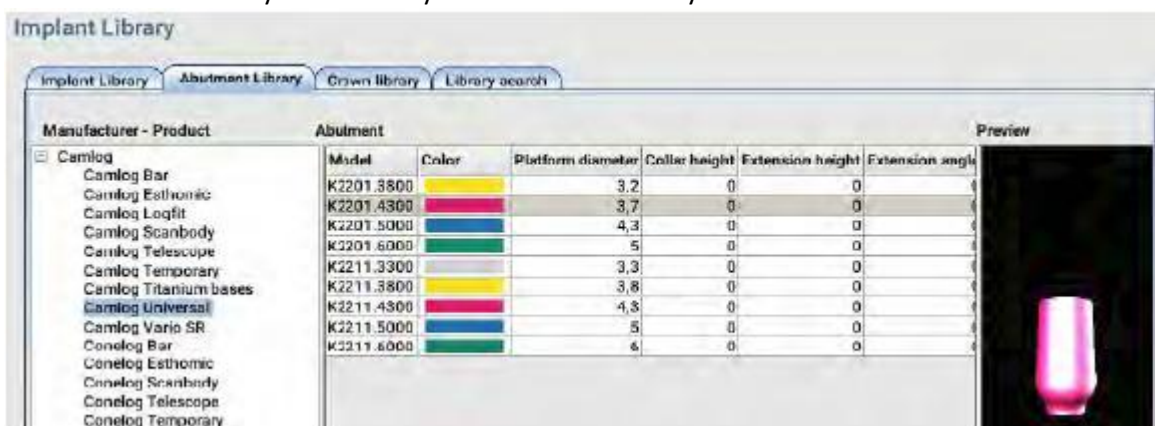 Implant Library
Implant Library Abutment Library Crown library Library search
Manufacturer - Product Abutment Preview
Camlog
Camlog Bar
Camlog Esthomic
Camlog Logfit
Camlog Scanbody
Camlog Telescope
Camlog Temporary
Camlog Titanium bases
Camlog Universal
Camlog Vario SR
Conelog Bar
Conelog Esthomic
Conelog Scanbody
Conelog Telescope
Conelog Temporary
Model Color Platform diameter Collar height Extension height Extension angle
K2201.3800 3,2 0 0
K2201.4300 3,7 0 0
K2201.5000 4,3 0 0
K2201.6000 5 0 0
K2211.3300 3,3 0 0
K2211.3800 3,8 0 0
K2211.4300 4,3 0 0
K2211.5000 5 0 0
K2211.6000 6 0 0